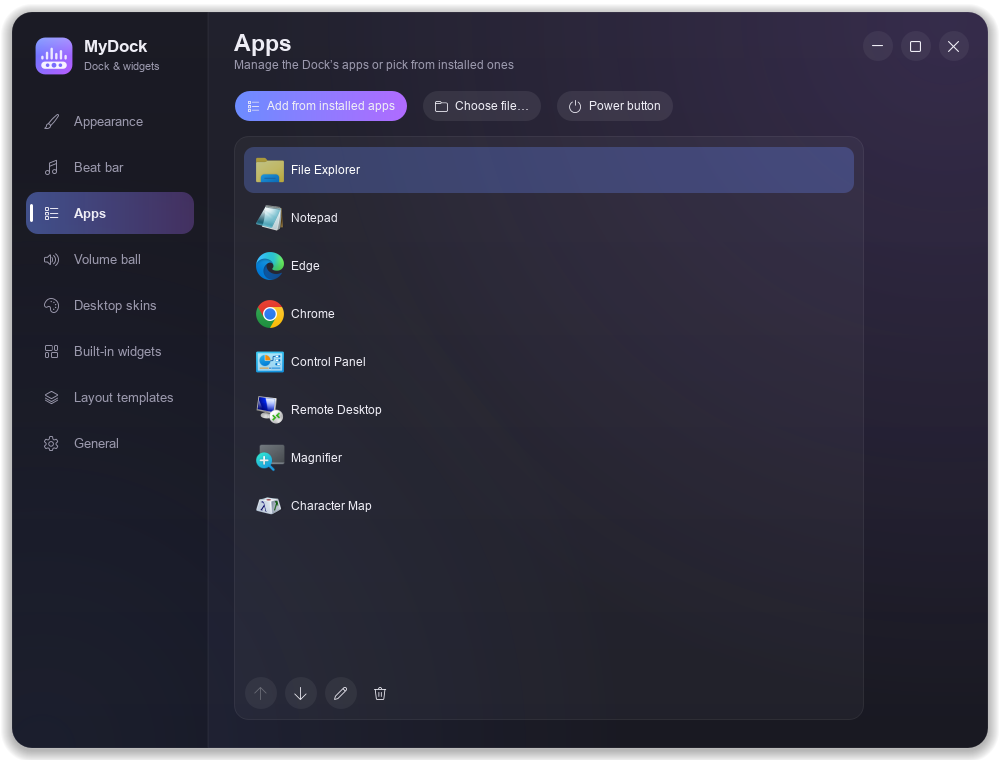 MyDock
Dock & widgets
Appearance
Beat bar
Apps
Volume ball
Desktop skins
Built-in widgets
Layout templates
General
Apps
Manage the Dock's apps or pick from installed ones
Add from installed apps
Choose file…
Power button
File Explorer
Notepad
Edge
Chrome
Control Panel
Remote Desktop
Magnifier
Character Map